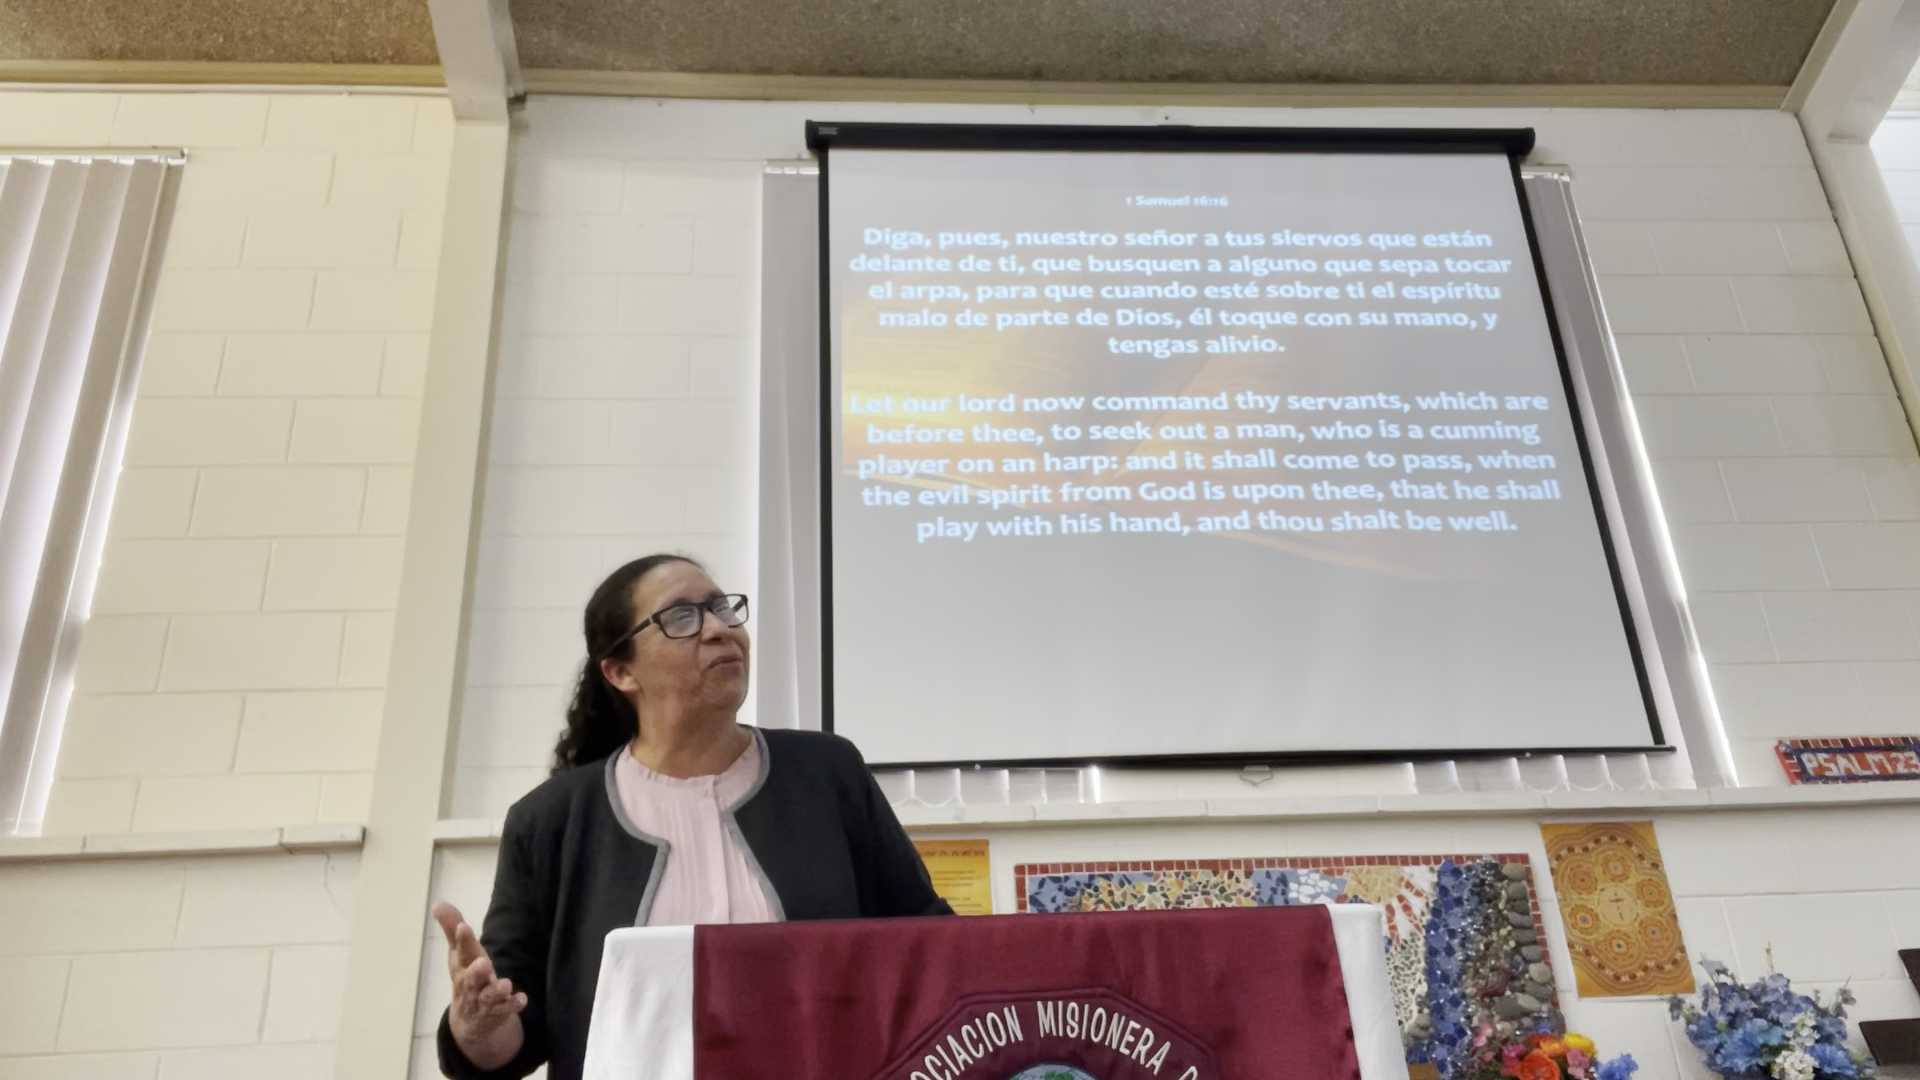 1 Samuel 16:16
Diga, pues, nuestro señor a tus siervos que están
delante de ti, que busquen a alguno que sepa tocar
el arpa, para que cuando esté sobre ti el espíritu
malo de parte de Dios, él toque con su mano, y
tengas alivio.
Let our lord now command thy servants, which are
before thee, to seek out a man, who is a cunning
player on an harp: and it shall come to pass, when
the evil spirit from God is upon thee, that he shall
play with his hand, and thou shalt be well.
PSALM 23
OCIACION MISIONERA